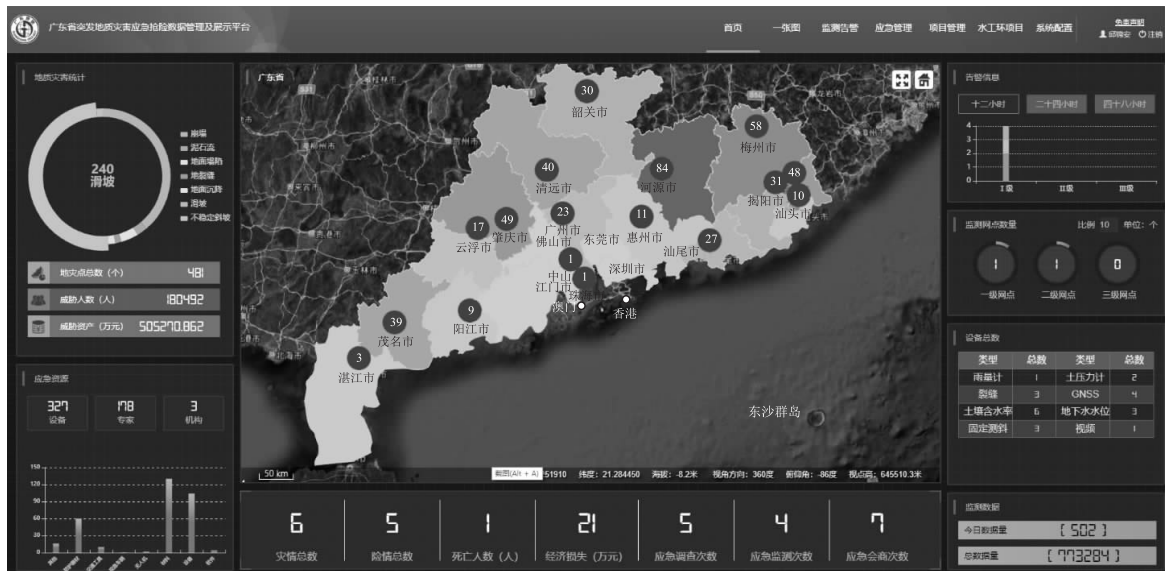 广东省突发地质灾害应急抢险数据管理及展示平台
首页 一张图 监测告警 应急管理 项目管理 水工环项目 系统配置
免责声明
注销
地质灾害统计
240
滑坡
崩塌
泥石流
地面塌陷
地裂缝
地面沉降
滑坡
不稳定斜坡
地灾点总数（个） 481
威胁人数（人） 180492
威胁资产（万元） 505270.862
应急资源
327 178 3
设备 专家 机构
150
120
90
60
30
0
广东省
30
韶关市
58
梅州市
40
清远市
84
河源市
48
31
揭阳市
10
汕头市
23
广州市
11
惠州市
17
云浮市
49
肇庆市
佛山市
东莞市
27
汕尾市
1
中山
深圳市
江门市
1
珠海
澳门
香港
9
阳江市
39
茂名市
3
湛江市
东沙群岛
50 km
截图(Alt + A) 51910 纬度：21.284450 海拔：-8.2米 视角方向：360度 俯仰角：-86度 视点高：645510.3米
6 5 1 21 5 4 7
灾情总数 险情总数 死亡人数（人） 经济损失（万元） 应急调查次数 应急监测次数 应急会商次数
告警信息
十二小时 二十四小时 四十八小时
4
3
2
1
0
I级 II级 III级
监测网点数量 比例 10 单位：个
1 1 0
一级网点 二级网点 三级网点
设备总数
类型 总数 类型 总数
雨量计 1 土压力计 2
裂缝 3 GNSS 4
土壤含水率 6 地下水水位 3
固定测斜 3 视频 1
监测数据
今日数据量 [ 502 ]
总数据量 [ 773284 ]